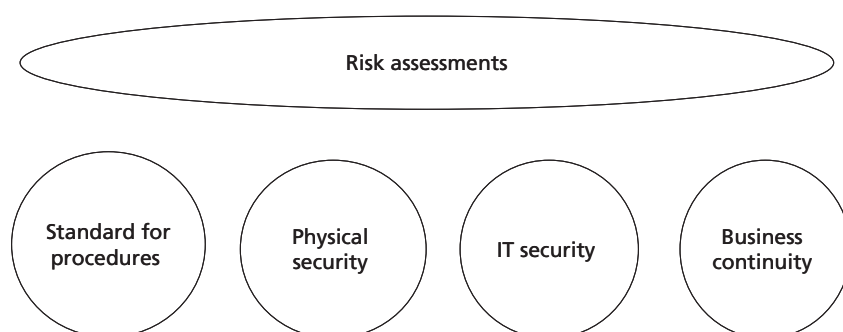 Risk assessments
Standard for
procedures
Physical
security
IT security
Business
continuity